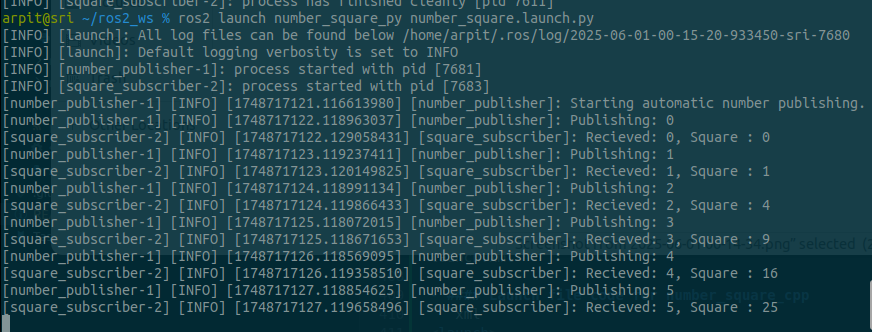 [INFO] [square_subscriber-2]: process has finished cleanly [pid 7611]
arpit@sri ~/ros2_ws % ros2 launch number_square_py number_square.launch.py
[INFO] [launch]: All log files can be found below /home/arpit/.ros/log/2025-06-01-00-15-20-933450-sri-7680
[INFO] [launch]: Default logging verbosity is set to INFO
[INFO] [number_publisher-1]: process started with pid [7681]
[INFO] [square_subscriber-2]: process started with pid [7683]
[number_publisher-1] [INFO] [1748717121.116613980] [number_publisher]: Starting automatic number publishing.
[number_publisher-1] [INFO] [1748717122.118963037] [number_publisher]: Publishing: 0
[square_subscriber-2] [INFO] [1748717122.129058431] [square_subscriber]: Recieved: 0, Square : 0
[number_publisher-1] [INFO] [1748717123.119237411] [number_publisher]: Publishing: 1
[square_subscriber-2] [INFO] [1748717123.120149825] [square_subscriber]: Recieved: 1, Square : 1
[number_publisher-1] [INFO] [1748717124.118991134] [number_publisher]: Publishing: 2
[square_subscriber-2] [INFO] [1748717124.119866433] [square_subscriber]: Recieved: 2, Square : 4
[number_publisher-1] [INFO] [1748717125.118072015] [number_publisher]: Publishing: 3
[square_subscriber-2] [INFO] [1748717125.118671653] [square_subscriber]: Recieved: 3, Square : 9
[number_publisher-1] [INFO] [1748717126.118569095] [number_publisher]: Publishing: 4
[square_subscriber-2] [INFO] [1748717126.119358510] [square_subscriber]: Recieved: 4, Square : 16
[number_publisher-1] [INFO] [1748717127.118854625] [number_publisher]: Publishing: 5
[square_subscriber-2] [INFO] [1748717127.119658496] [square_subscriber]: Recieved: 5, Square : 25